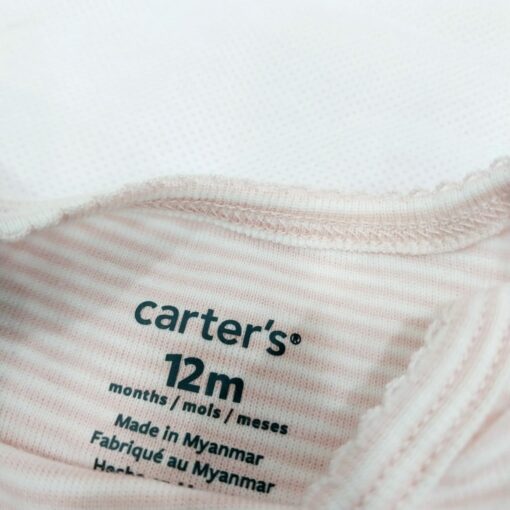 carter's®
12m
months / mois / meses
Made in Myanmar
Fabriqué au Myanmar